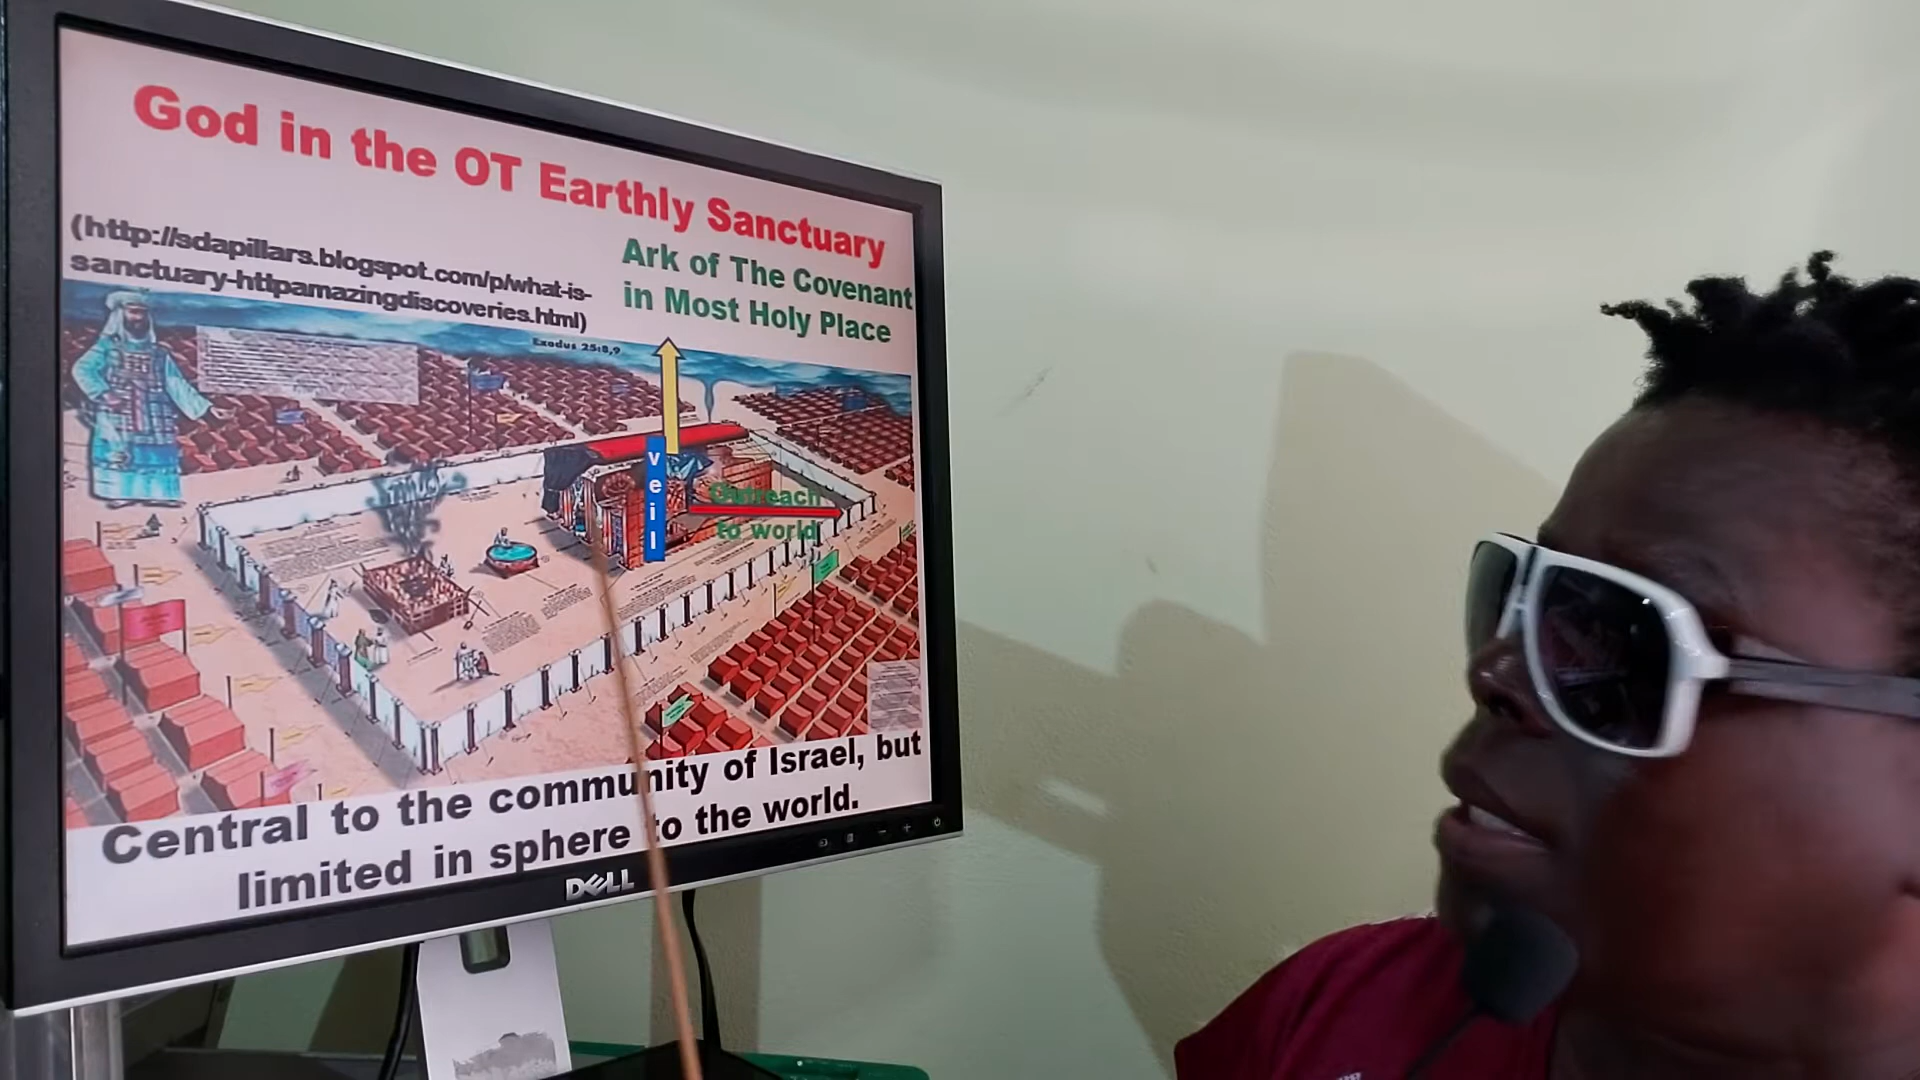 God in the OT Earthly Sanctuary
(http://sdapillars.blogspot.com/p/what-is-
sanctuary-httpamazingdiscoveries.html)
Ark of The Covenant
in Most Holy Place
Exodus 25:8,9
veil
Outreach
to world
Central to the community of Israel, but
limited in sphere to the world.
DELL